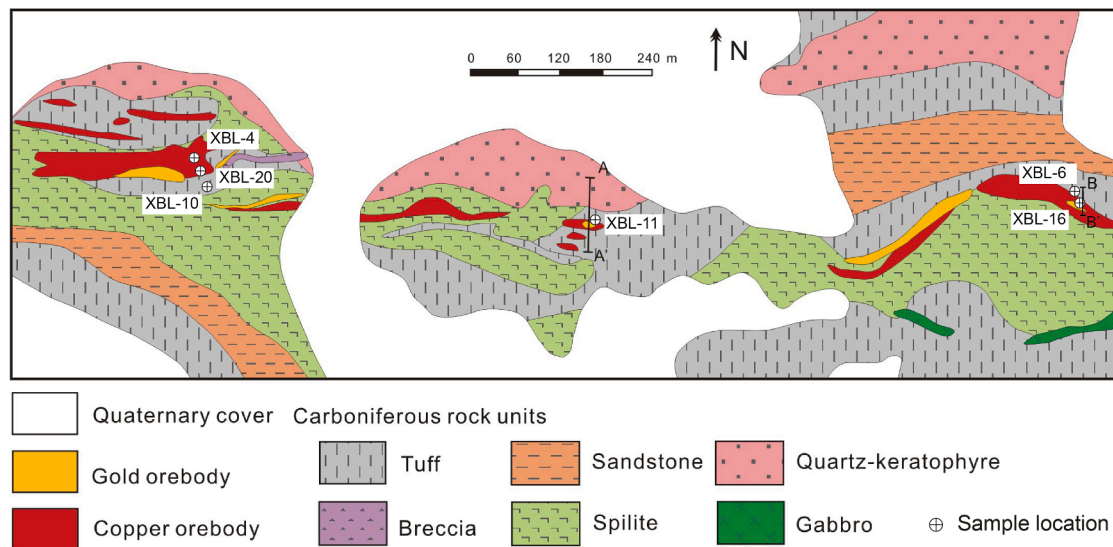 0 60 120 180 240 m
N
XBL-4
XBL-20
XBL-10
A
XBL-11
A
XBL-6
B
XBL-16
B
Quaternary cover
Carboniferous rock units
Tuff
Sandstone
Quartz-keratophyre
Gold orebody
Copper orebody
Breccia
Spilite
Gabbro
Sample location